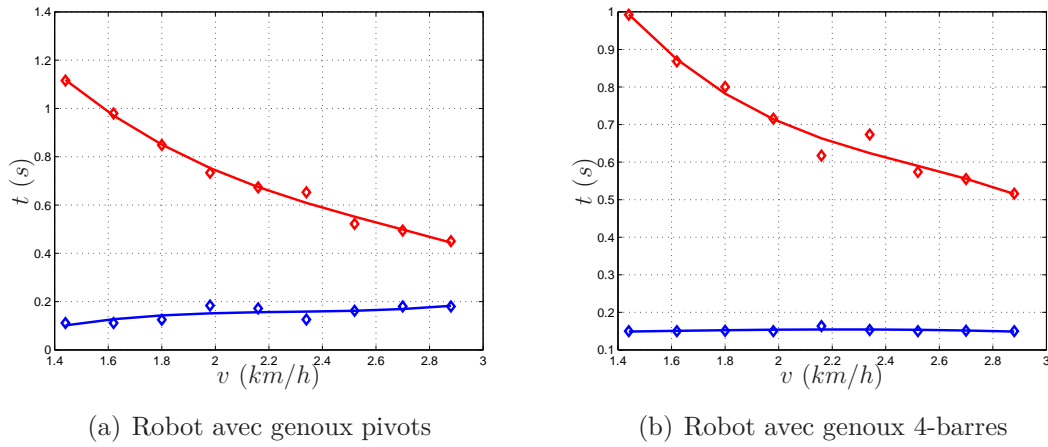 1.4
1.2
1
0.8
0.6
0.4
0.2
0
t (s)
1.4 1.6 1.8 2 2.2 2.4 2.6 2.8 3
v (km/h)
(a) Robot avec genoux pivots
1
0.9
0.8
0.7
0.6
0.5
0.4
0.3
0.2
0.1
t (s)
1.4 1.6 1.8 2 2.2 2.4 2.6 2.8 3
v (km/h)
(b) Robot avec genoux 4-barres